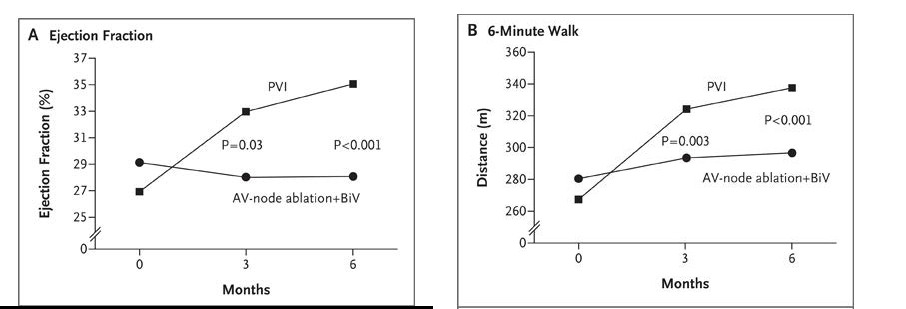 A Ejection Fraction
37
35
33
31
29
27
25
0
Ejection Fraction (%)
PVI
P=0.03
P<0.001
AV-node ablation+BiV
0 3 6
Months
B 6-Minute Walk
360
340
320
300
280
260
0
Distance (m)
PVI
P=0.003
P<0.001
AV-node ablation+BiV
0 3 6
Months